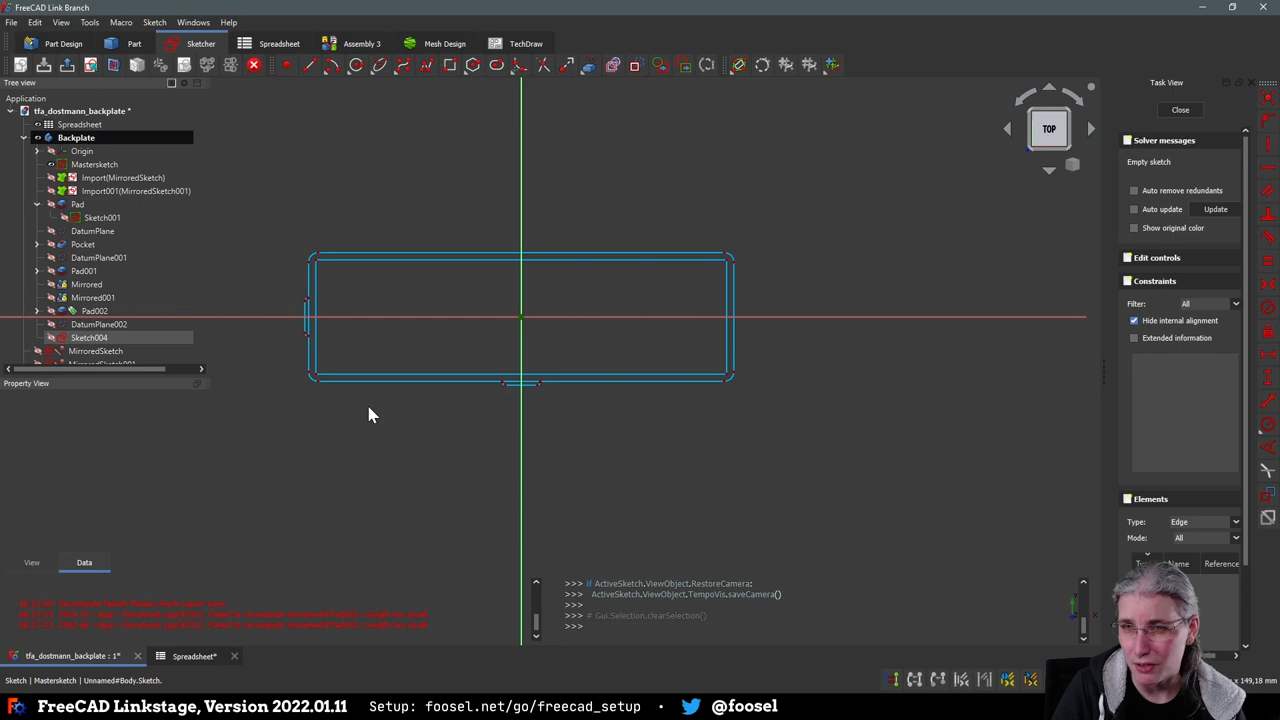 FreeCAD Link Branch
File Edit View Tools Macro Sketch Windows Help
Part Design Part Sketcher Spreadsheet Assembly 3 Mesh Design TechDraw
Tree view
Application
tfa_dostmann_backplate *
Spreadsheet
Backplate
Origin
Mastersketch
Import(MirroredSketch)
Import001(MirroredSketch001)
Pad
Sketch001
DatumPlane
Pocket
DatumPlane001
Pad001
Mirrored
Mirrored001
Pad002
DatumPlane002
Sketch004
MirroredSketch
MirroredSketch001
Property View
View Data
TOP
Task View
Close
Solver messages
Empty sketch
Auto remove redundants
Auto update Update
Show original color
Edit controls
Constraints
Filter: All
Hide internal alignment
Extended information
Elements
Type: Edge
Mode: All
Name Reference
>>> if ActiveSketch.ViewObject.RestoreCamera:
>>> ActiveSketch.ViewObject.TempoVis.saveCamera()
>>>
>>> # Gui.Selection.clearSelection()
>>>
tfa_dostmann_backplate : 1* Spreadsheet*
Sketch | Mastersketch | Unnamed#Body.Sketch.
x 149,18 mm
FreeCAD Linkstage, Version 2022.01.11 Setup: foosel.net/go/freecad_setup @foosel